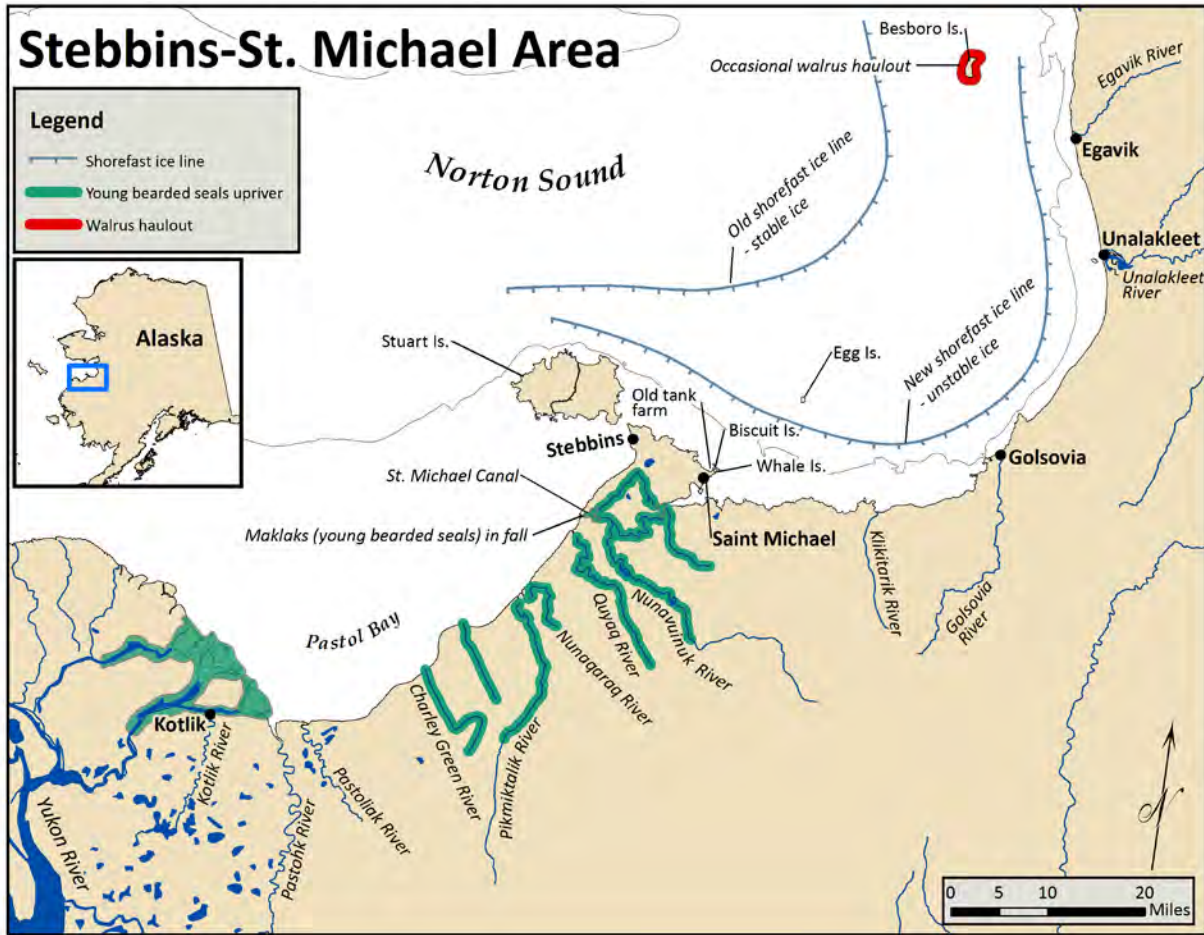 Stebbins-St. Michael Area
Legend
Shorefast ice line
Young bearded seals upriver
Walrus haulout
Alaska
Norton Sound
Besboro Is.
Occasional walrus haulout
Egavik River
Egavik
Old shorefast ice line
- stable ice
Unalakleet
Unalakleet
River
Stuart Is.
Egg Is.
New shorefast ice line
- unstable ice
Old tank
farm
Biscuit Is.
Stebbins
Whale Is.
Golsovia
St. Michael Canal
Maklaks (young bearded seals) in fall
Saint Michael
Klikitarik River
Golsovia
River
Pastol Bay
Nunavuinuk River
Quyaq River
Nunaqaraq River
Charley Green River
Pikmiktalik River
Kotlik
Kotlik River
Pastoliak River
Pastohk River
Yukon River
N
0 5 10 20
Miles